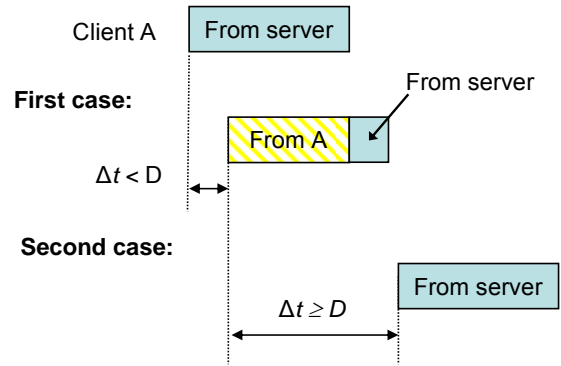 Client A
From server
First case:
From server
From A
Δt < D
Second case:
From server
Δt ≥ D